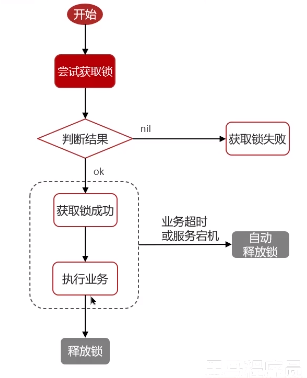 开始
尝试获取锁
判断结果
nil
获取锁失败
ok
获取锁成功
业务超时
或服务宕机
自动
释放锁
执行业务
释放锁